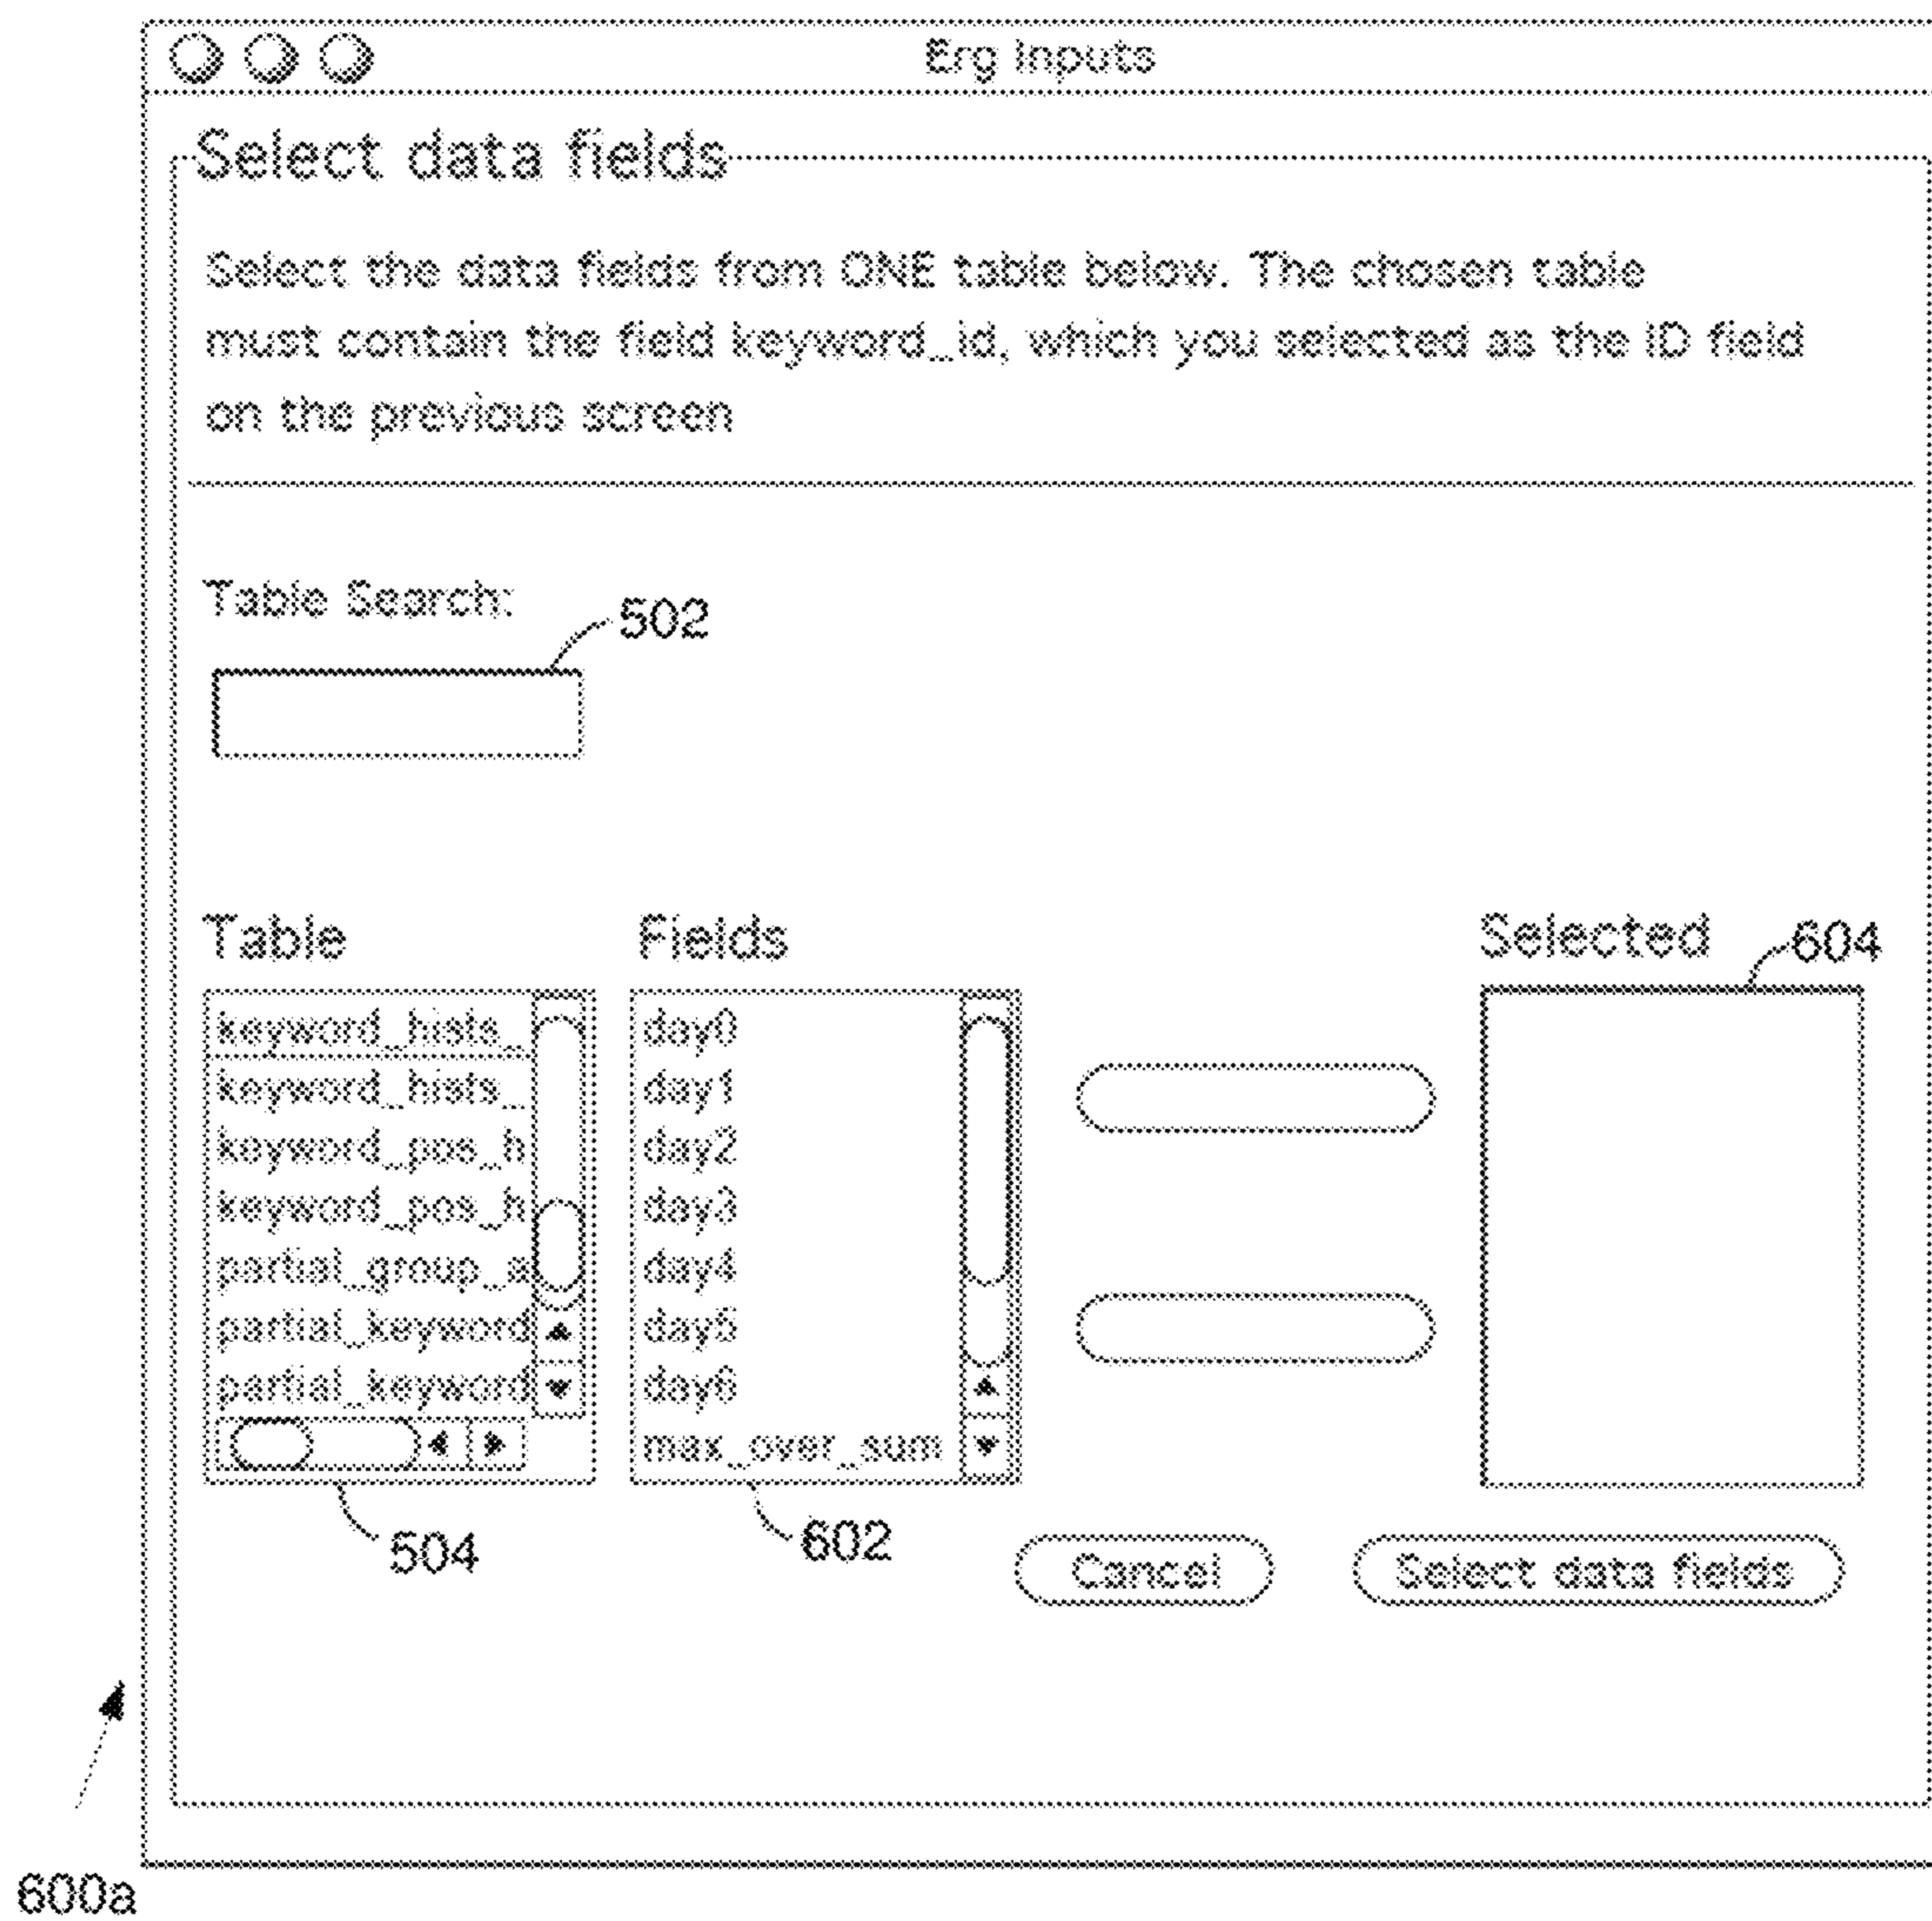 Erg Inputs
Select data fields
Select the data fields from ONE table below. The chosen table
must contain the field keyword_id, which you selected as the ID field
on the previous screen
Table Search:
502
Table
Fields
Selected
604
keyword_hists_
keyword_hists_
keyword_pos_h
keyword_pos_h
partial_group_a
partial_keyword
partial_keyword
day0
day1
day2
day3
day4
day5
day6
max_over_sum
504
602
Cancel
Select data fields
600a